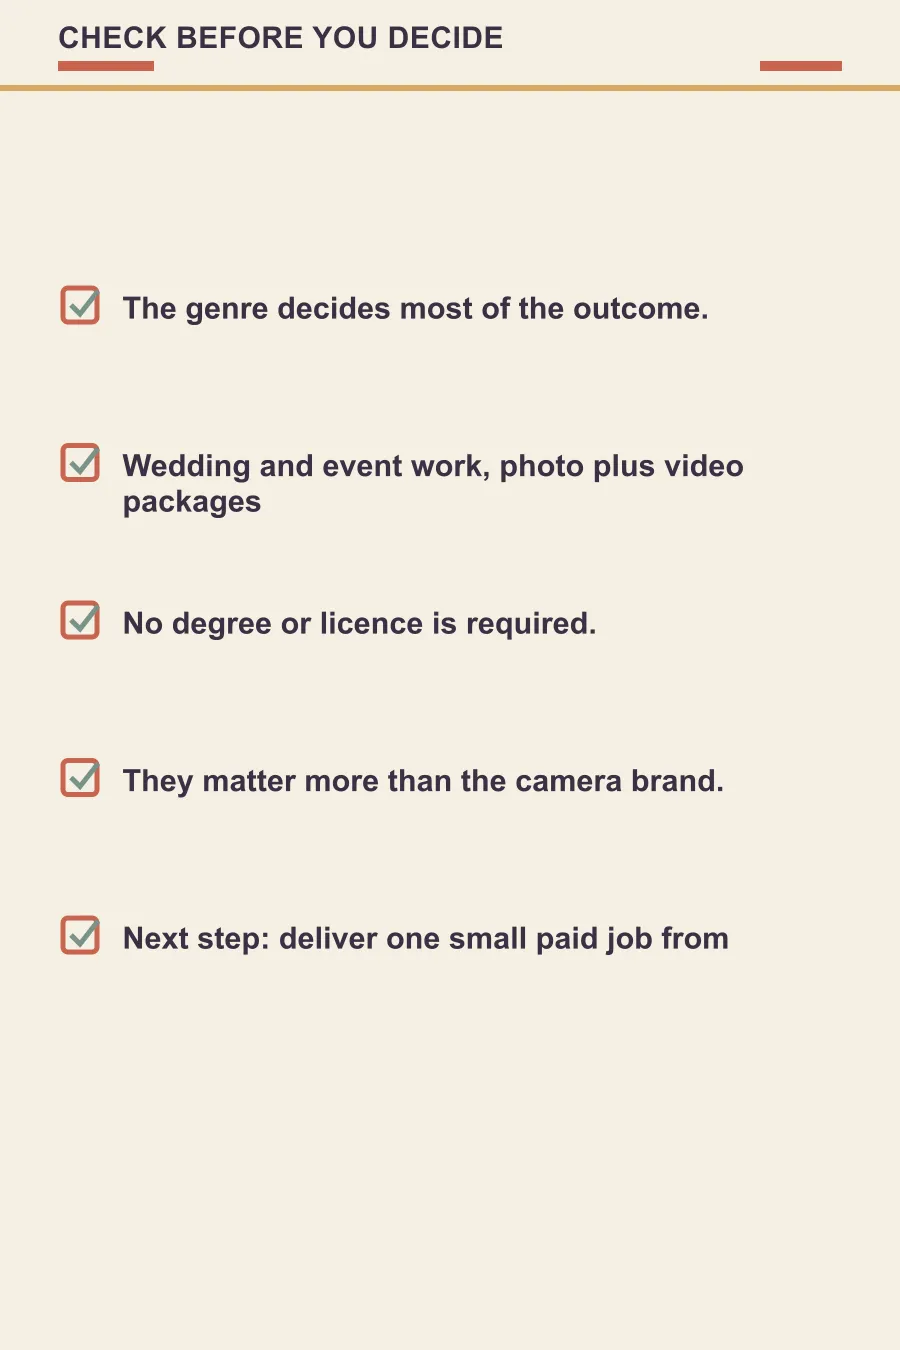 CHECK BEFORE YOU DECIDE
The genre decides most of the outcome.
Wedding and event work, photo plus video
packages
No degree or licence is required.
They matter more than the camera brand.
Next step: deliver one small paid job from